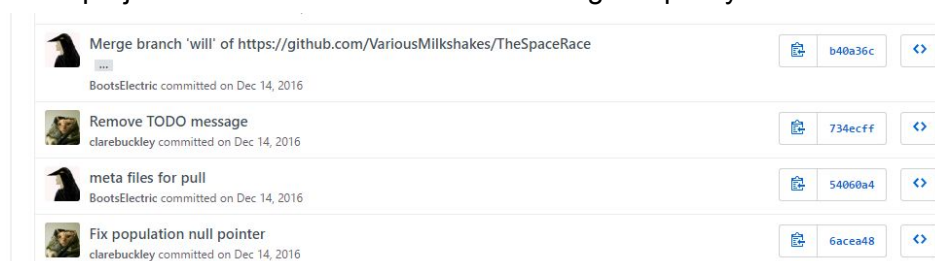 Merge branch 'will' of https://github.com/VariousMilkshakes/TheSpaceRace
b40a36c
...
BootsElectric committed on Dec 14, 2016
Remove TODO message
734ecff
clarebuckley committed on Dec 14, 2016
meta files for pull
54060a4
BootsElectric committed on Dec 14, 2016
Fix population null pointer
6acea48
clarebuckley committed on Dec 14, 2016